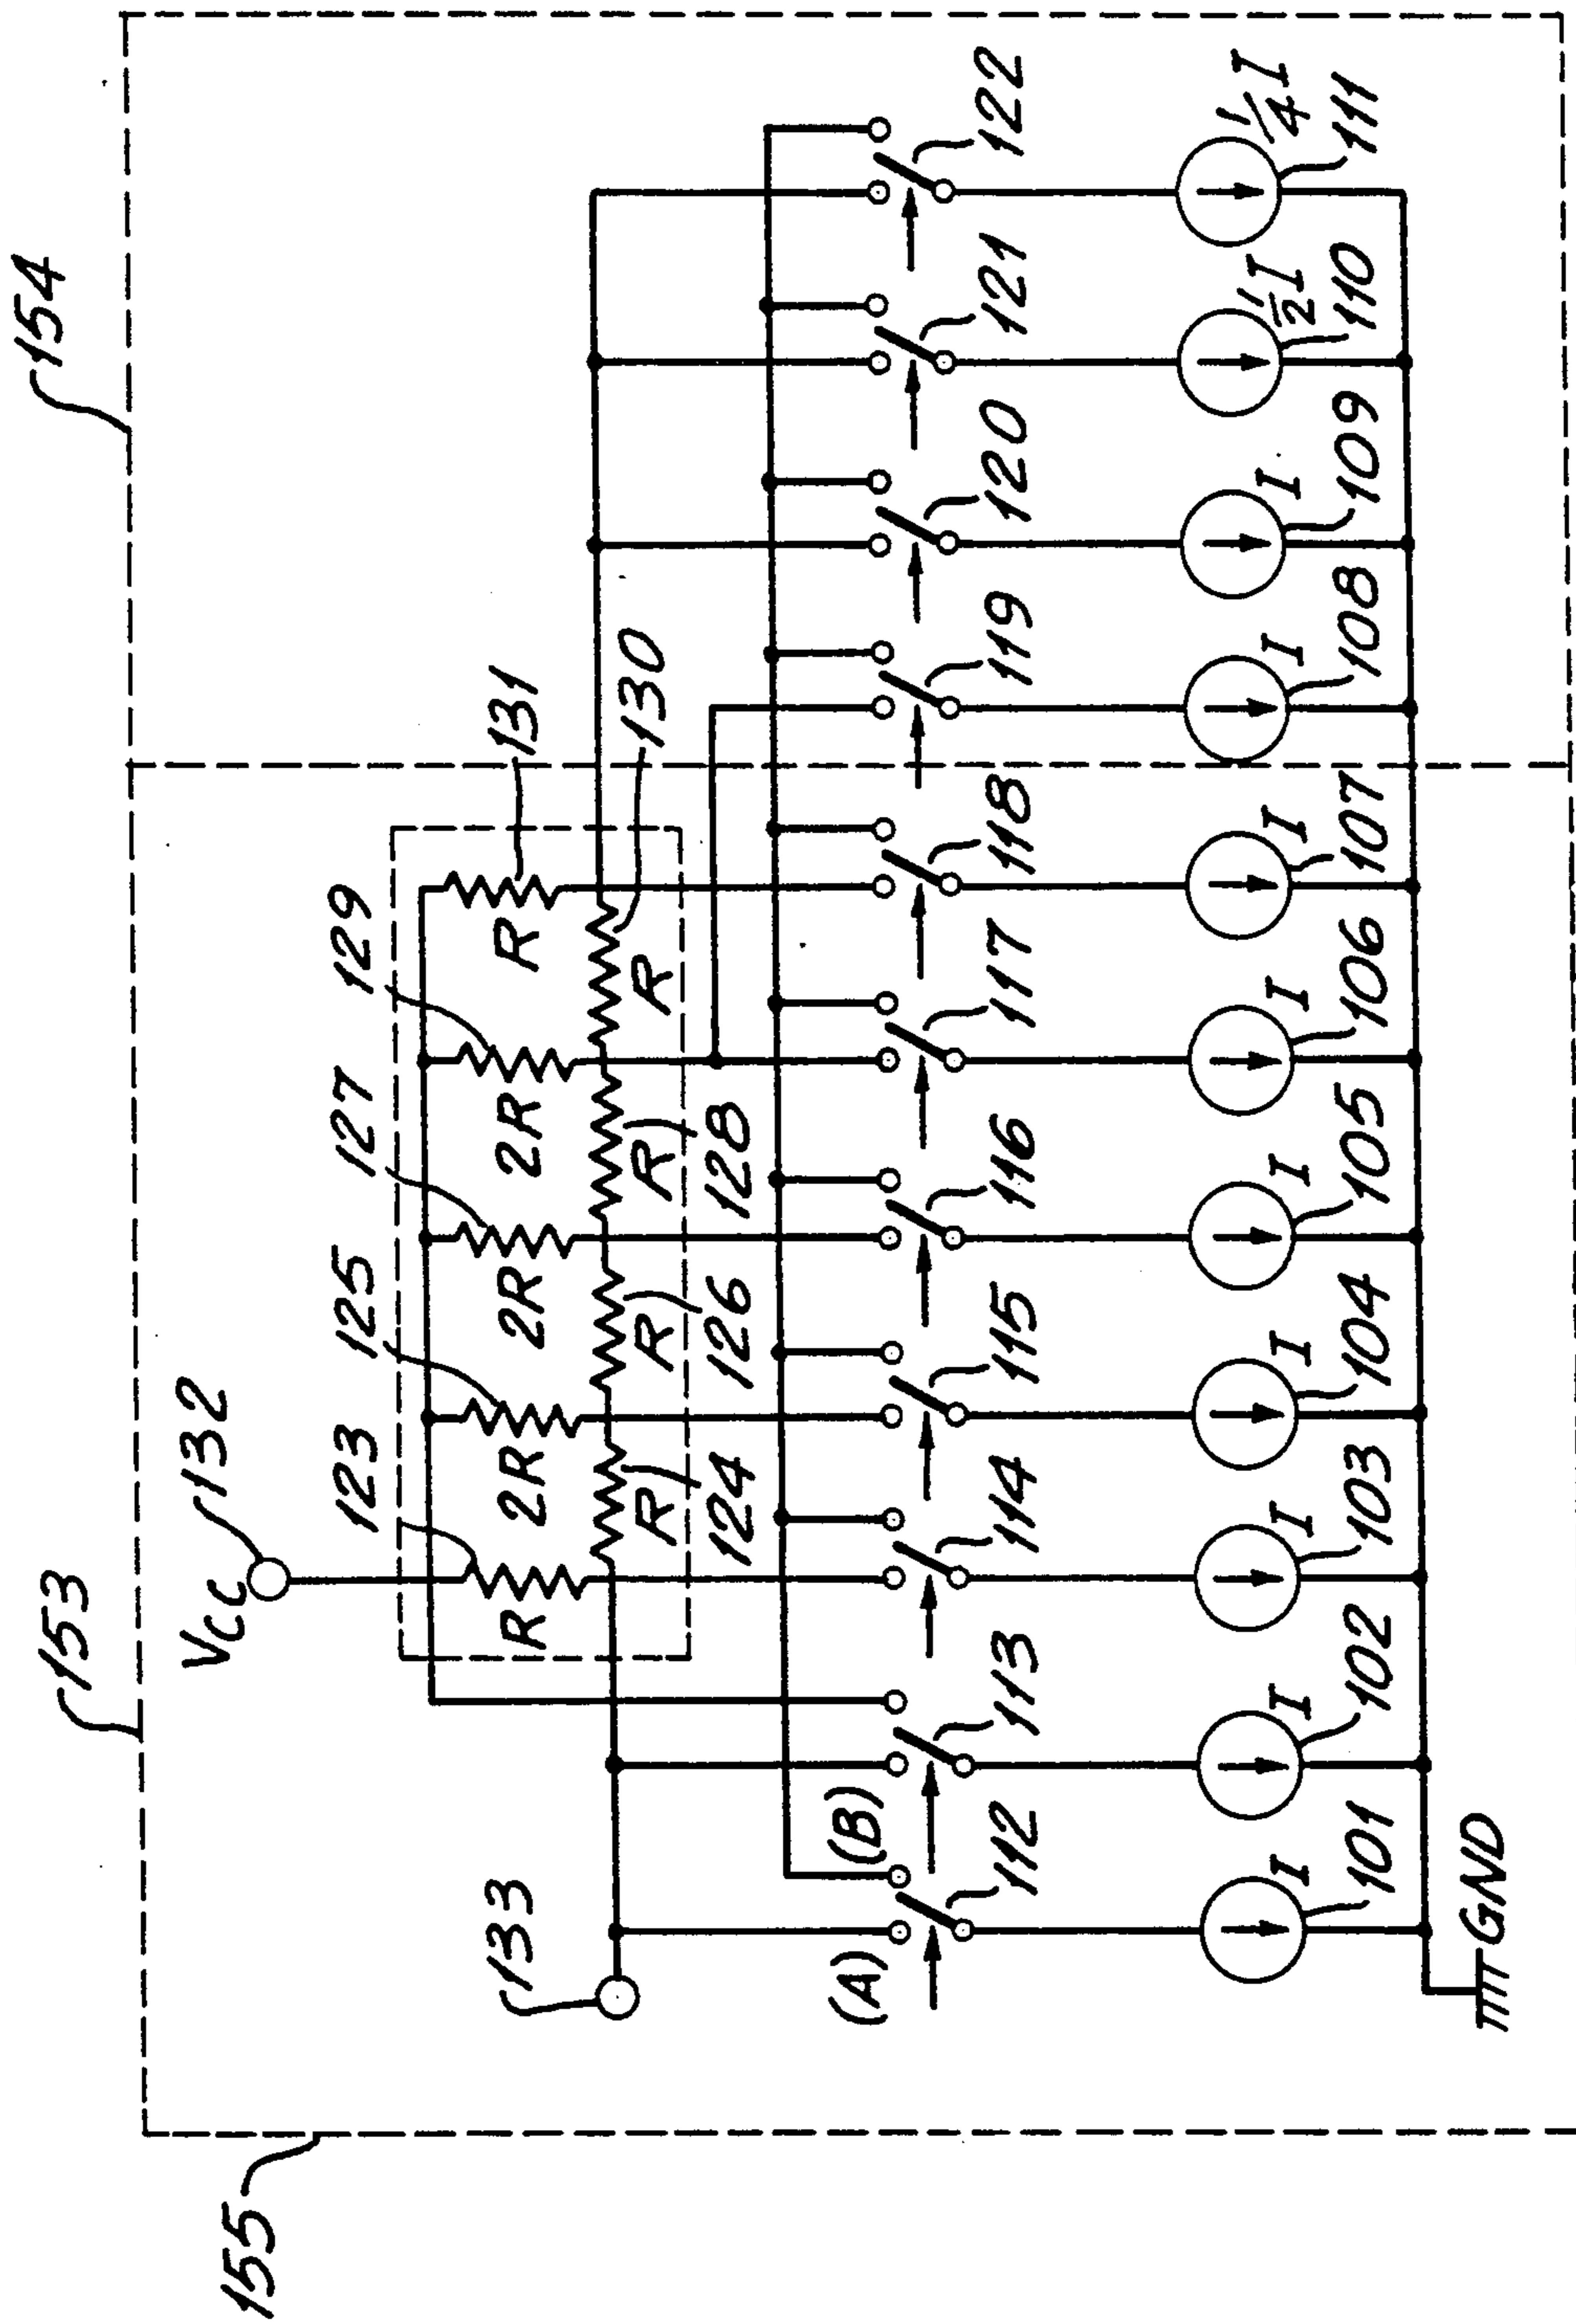 155
153
154
Vcc
132
123
125
127
129
131
R
2R
2R
2R
R
133
R
R
R
R
124
126
128
130
(A)
(B)
112
113
114
115
116
117
118
119
120
121
122
I
I
I
I
I
I
I
I
I
1/2 I
1/4 I
101
102
103
104
105
106
107
108
109
110
111
GND